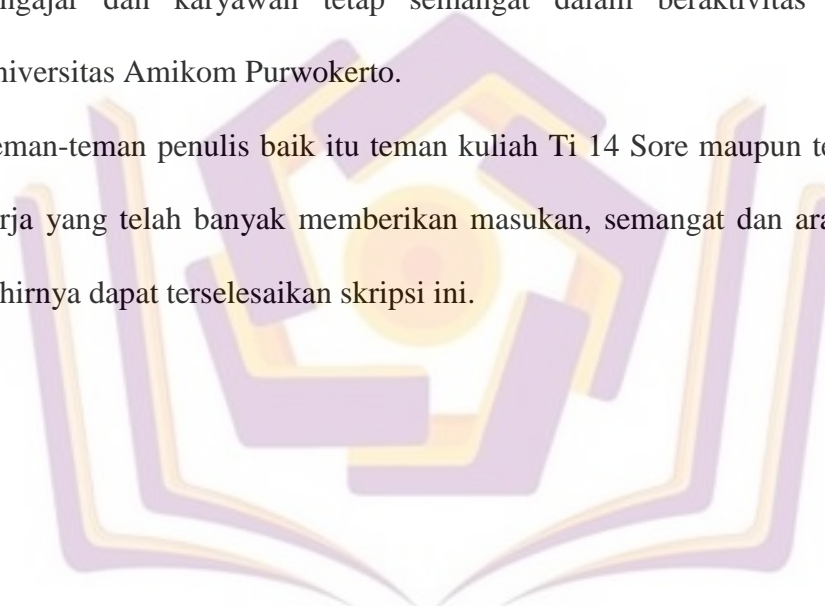 ngajar dan karyawan tetap semangat dalam beraktivitas
niversitas Amikom Purwokerto.
eman-teman penulis baik itu teman kuliah Ti 14 Sore maupun te
rja yang telah banyak memberikan masukan, semangat dan ara
hirnya dapat terselesaikan skripsi ini.